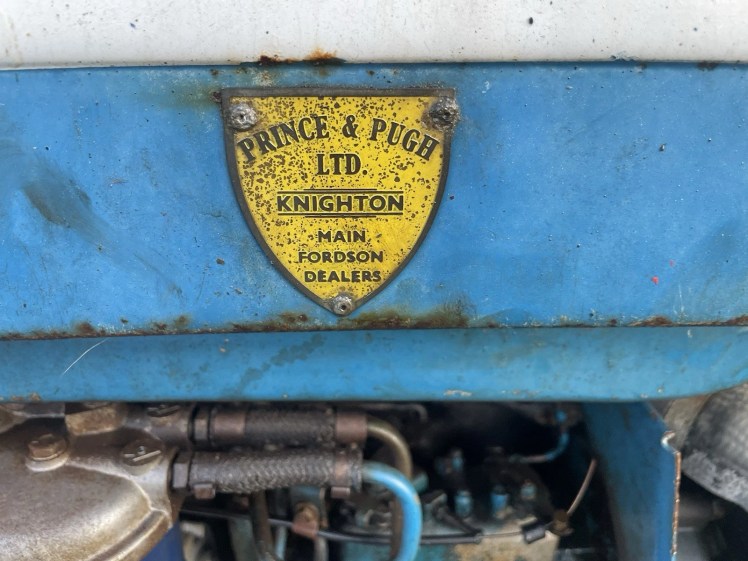 PRINCE & PUGH
LTD.
KNIGHTON
MAIN
FORDSON
DEALERS